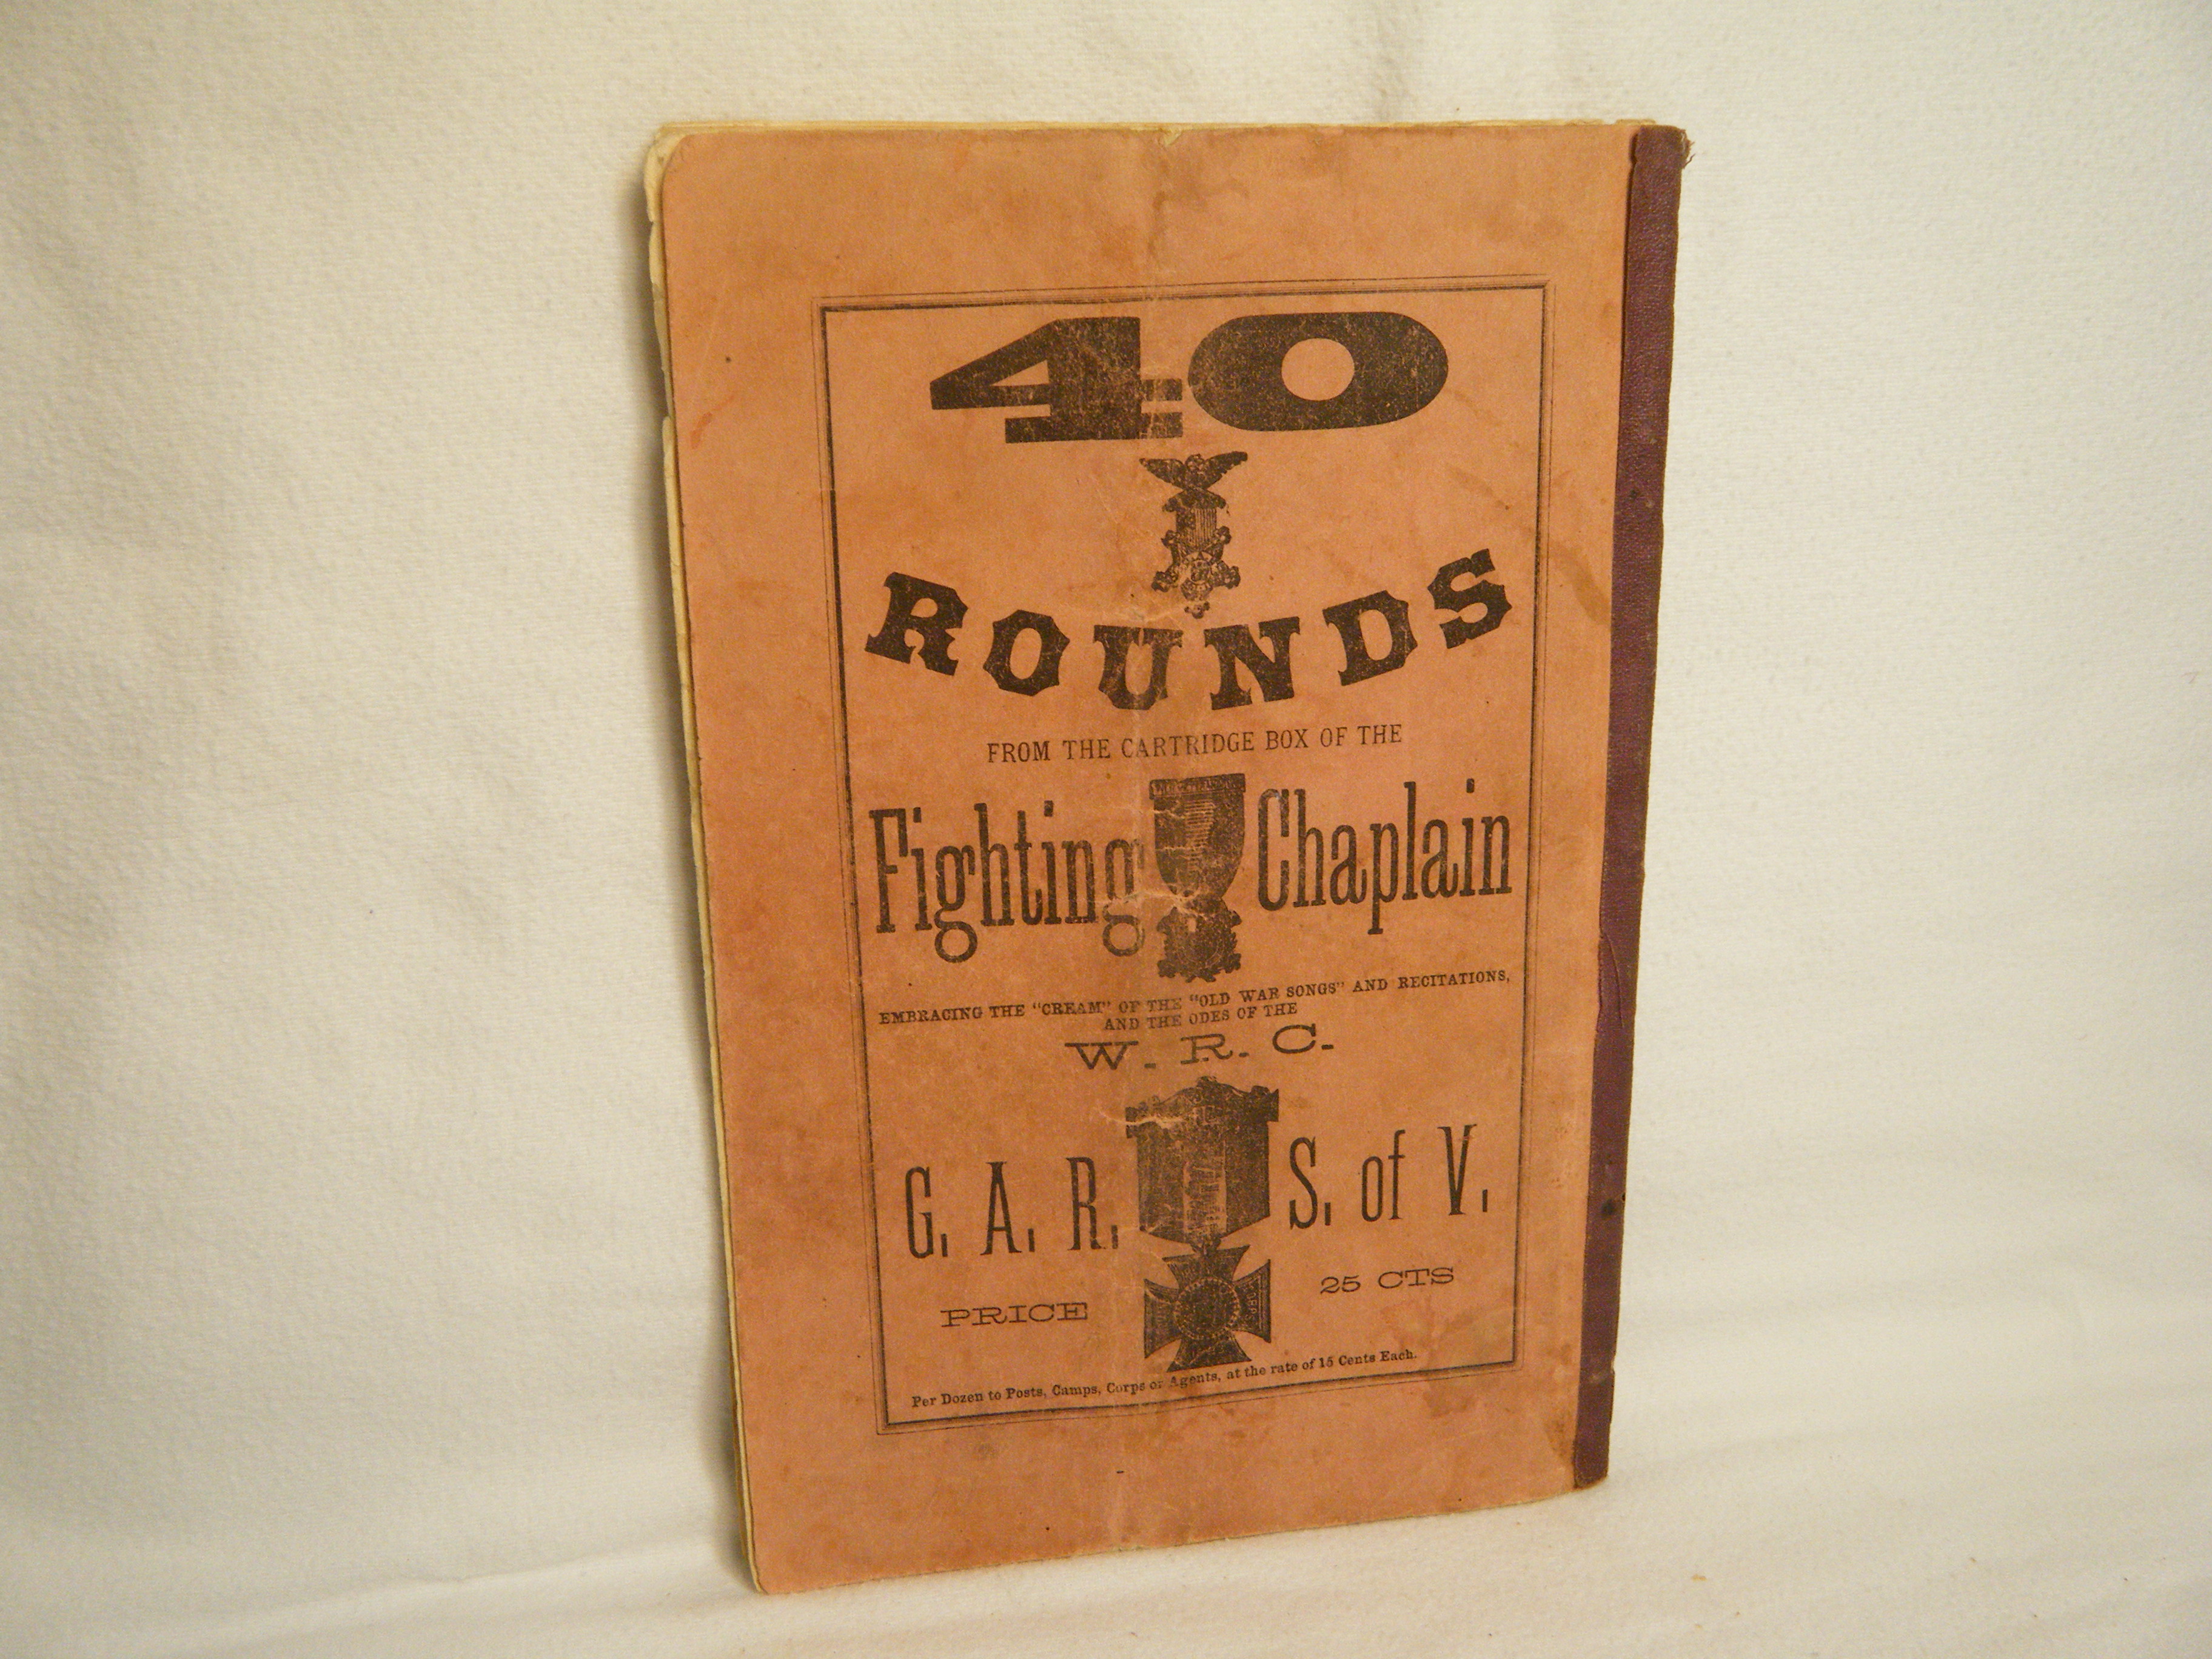 40
ROUNDS
FROM THE CARTRIDGE BOX OF THE
Fighting Chaplain
EMBRACING THE "CREAM" OF THE "OLD WAR SONGS" AND RECITATIONS,
AND THE ODES OF THE
W. R. C.
G. A. R. S. of V.
PRICE 25 CTS
Per Dozen to Posts, Camps, Corps or Agents, at the rate of 15 Cents Each.